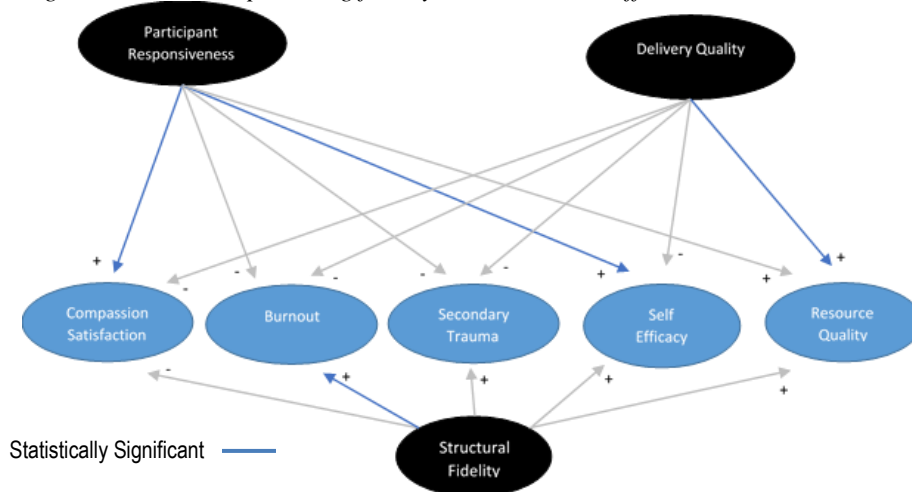 Participant
Responsiveness
Delivery Quality
+
-
-
-
-
-
+
-
+
+
Compassion
Satisfaction
Burnout
Secondary
Trauma
Self
Efficacy
Resource
Quality
-
+
+
+
+
Structural
Fidelity
Statistically Significant